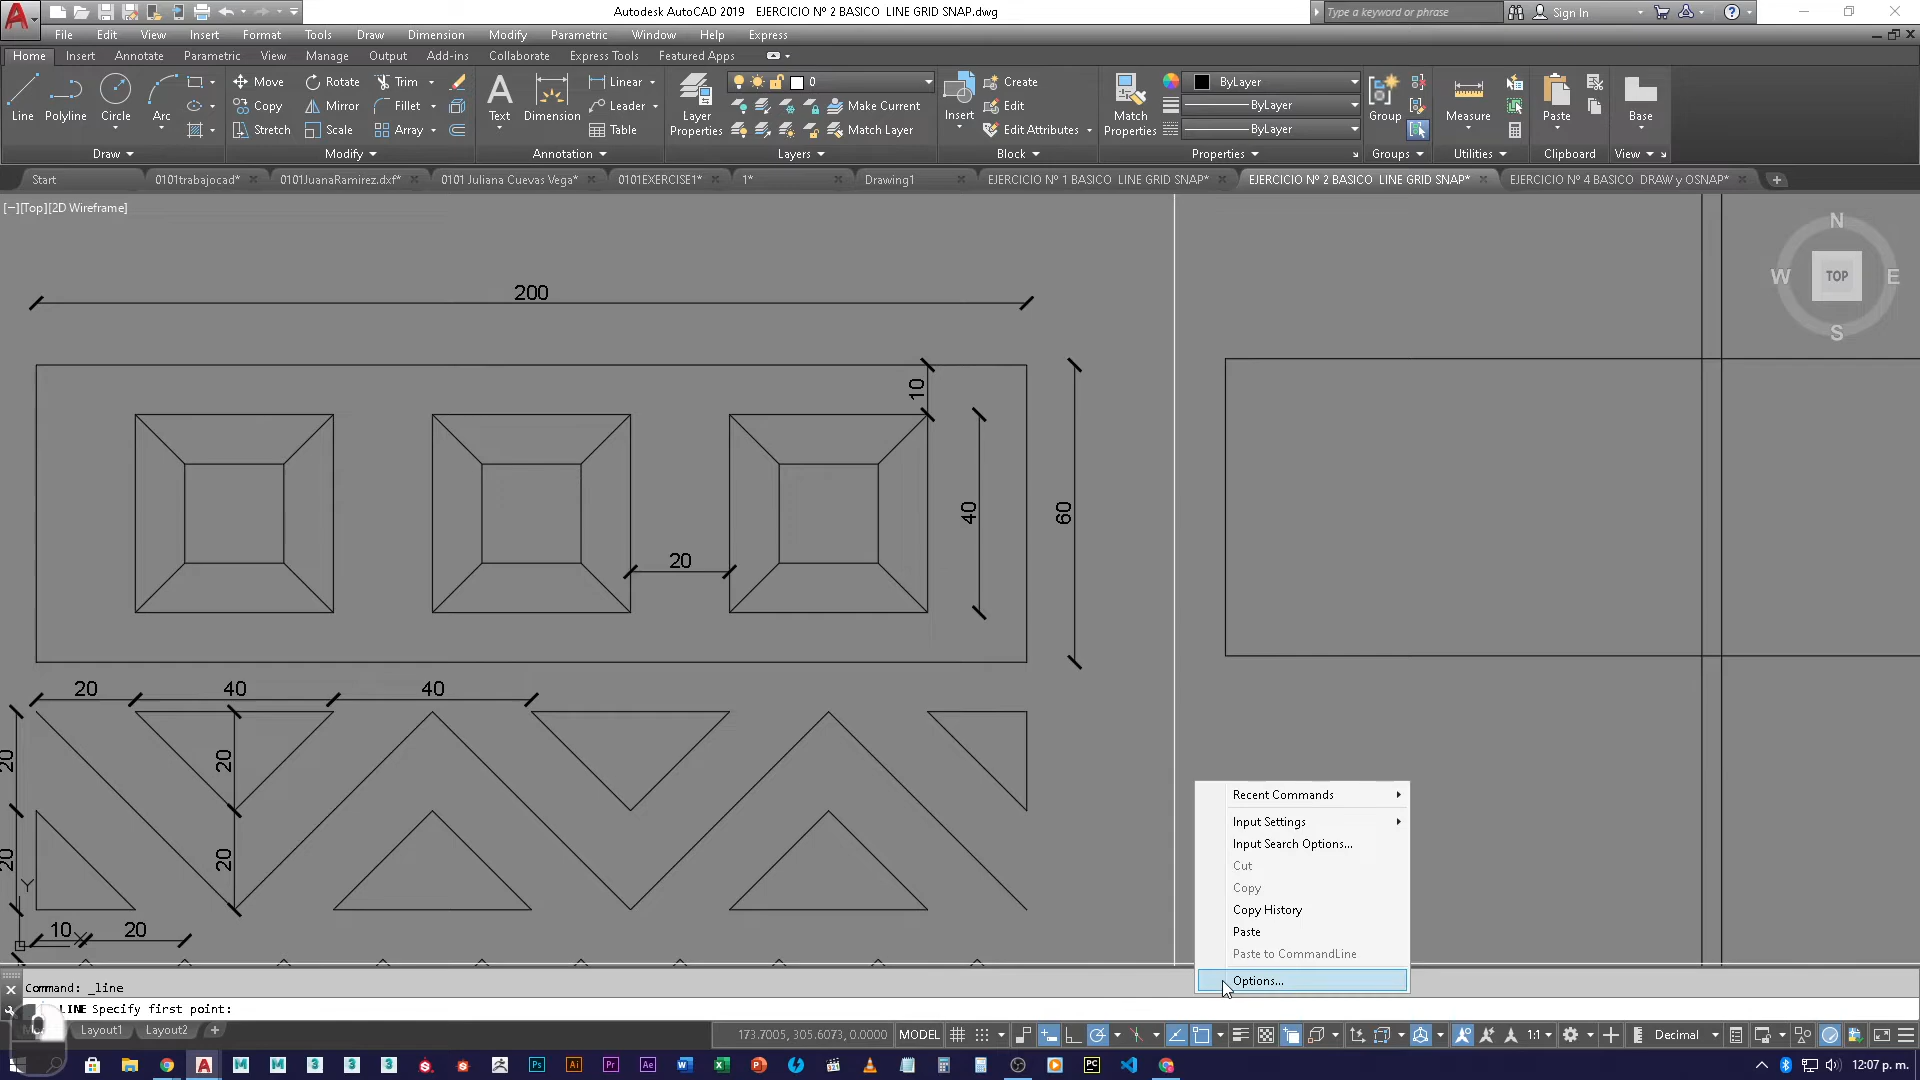 Autodesk AutoCAD 2019 EJERCICIO Nº 2 BASICO LINE GRID SNAP.dwg
Type a keyword or phrase
Sign In
File Edit View Insert Format Tools Draw Dimension Modify Parametric Window Help Express
Home Insert Annotate Parametric View Manage Output Add-ins Collaborate Express Tools Featured Apps
Line Polyline Circle Arc
Move Rotate Trim
Copy Mirror Fillet
Stretch Scale Array
Text Dimension
Linear
Leader
Table
Layer Properties
0
Make Current
Match Layer
Insert
Create
Edit
Edit Attributes
Match Properties
ByLayer
ByLayer
ByLayer
Group
Measure
Paste
Base
Draw Modify Annotation Layers Block Properties Groups Utilities Clipboard View
Start 0101trabajocad* 0101JuanaRamirez.dxf* 0101 Juliana Cuevas Vega* 0101EXERCISE1* 1* Drawing1 EJERCICIO Nº 1 BASICO LINE GRID SNAP* EJERCICIO Nº 2 BASICO LINE GRID SNAP* EJERCICIO Nº 4 BASICO DRAW y OSNAP*
[−][Top][2D Wireframe]
N
W TOP E
S
200
10
40
60
20
20 40 40
20
20
20
20
Y
10 X 20
Recent Commands
Input Settings
Input Search Options...
Cut
Copy
Copy History
Paste
Paste to CommandLine
Options...
Command: _line
LINE Specify first point:
Layout1 Layout2
173.7005, 305.6073, 0.0000 MODEL 1:1 Decimal
12:07 p. m.